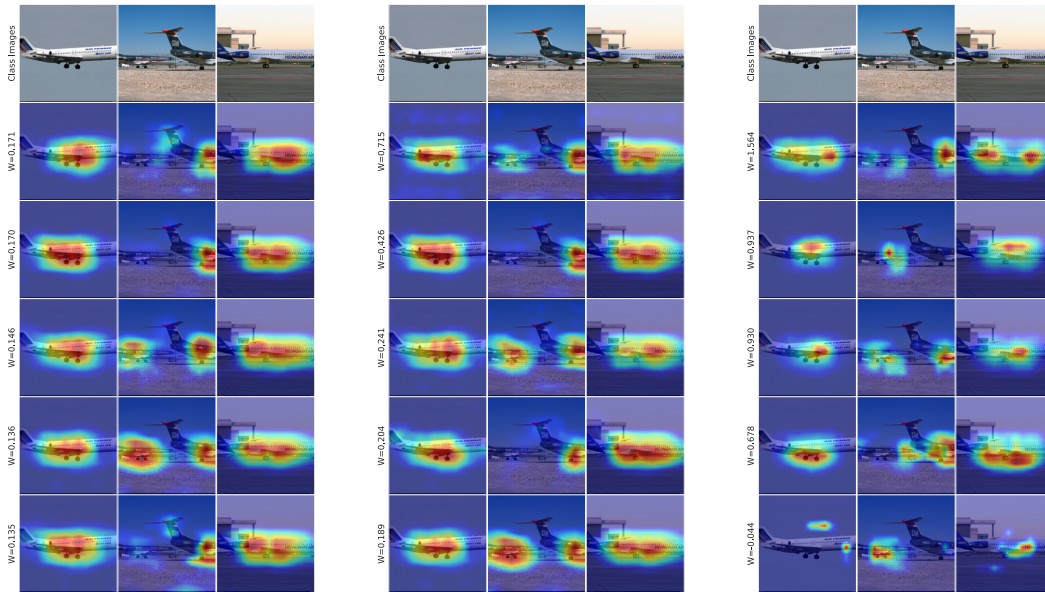 Class Images
W=0.171
W=0.170
W=0.146
W=0.136
W=0.135
Class Images
W=0.715
W=0.426
W=0.241
W=0.204
W=0.189
Class Images
W=1.564
W=0.937
W=0.930
W=0.678
W=-0.044